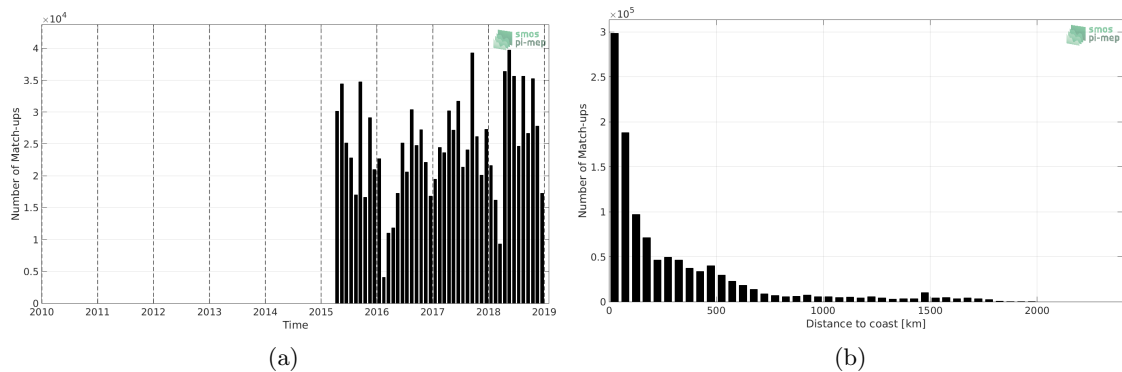 ×10⁴
smos
pi-mep
4
3.5
3
2.5
2
1.5
1
0.5
0
Number of Match-ups
2010 2011 2012 2013 2014 2015 2016 2017 2018 2019
Time
(a)
×10⁵
smos
pi-mep
3
2.5
2
1.5
1
0.5
0
Number of Match-ups
0 500 1000 1500 2000
Distance to coast [km]
(b)